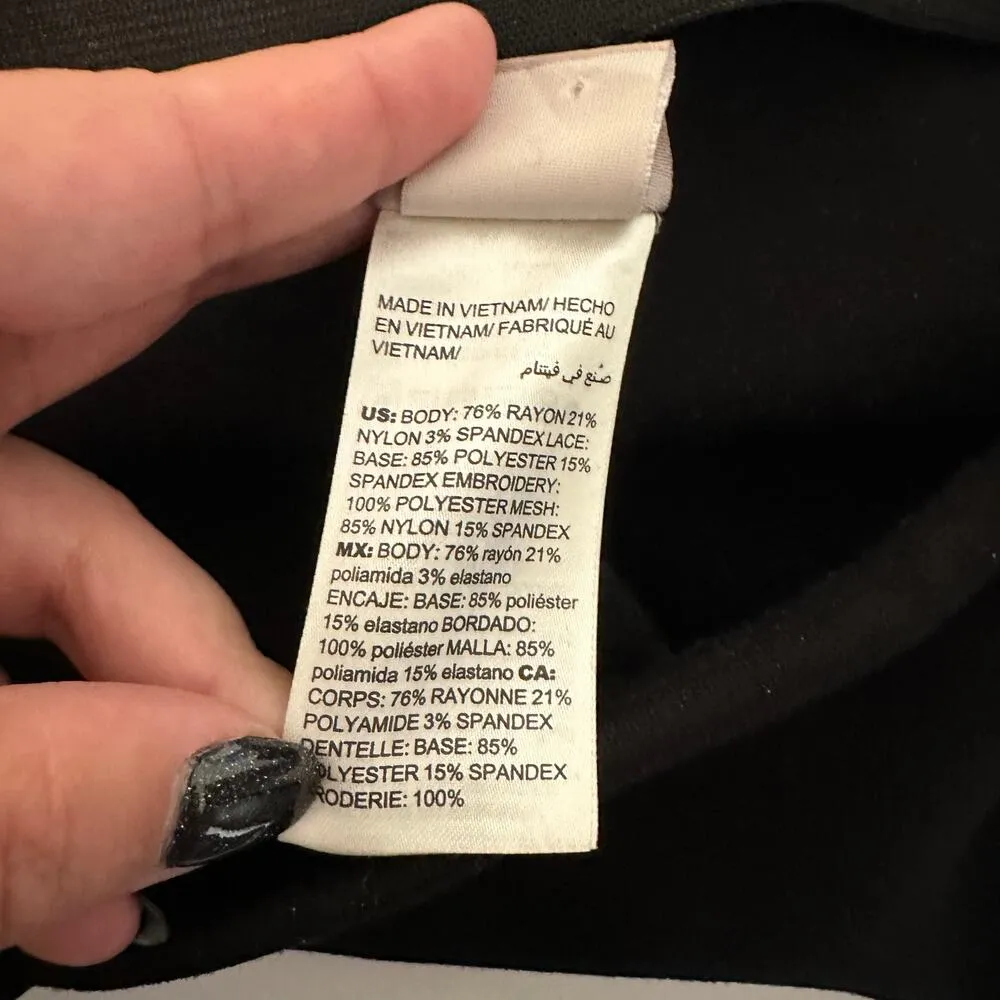 MADE IN VIETNAM/ HECHO
EN VIETNAM/ FABRIQUÉ AU
VIETNAM/
صُنع في فيتنام
US: BODY: 76% RAYON 21%
NYLON 3% SPANDEX LACE:
BASE: 85% POLYESTER 15%
SPANDEX EMBROIDERY:
100% POLYESTER MESH:
85% NYLON 15% SPANDEX
MX: BODY: 76% rayón 21%
poliamida 3% elastano
ENCAJE: BASE: 85% poliéster
15% elastano BORDADO:
100% poliéster MALLA: 85%
poliamida 15% elastano CA:
CORPS: 76% RAYONNE 21%
POLYAMIDE 3% SPANDEX
DENTELLE: BASE: 85%
OLYESTER 15% SPANDEX
RODERIE: 100%